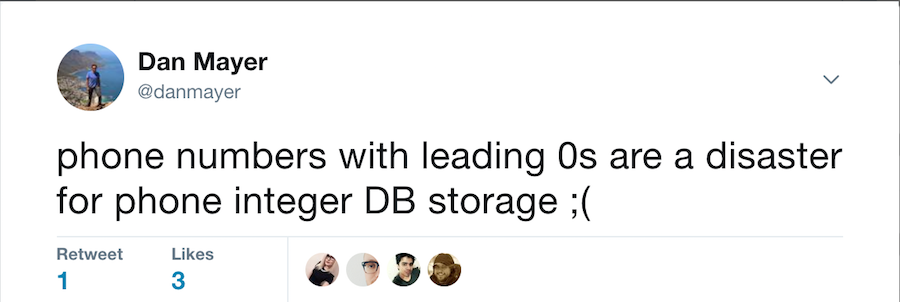 Dan Mayer
@danmayer
phone numbers with leading 0s are a disaster
for phone integer DB storage ;(
Retweet Likes
1 3